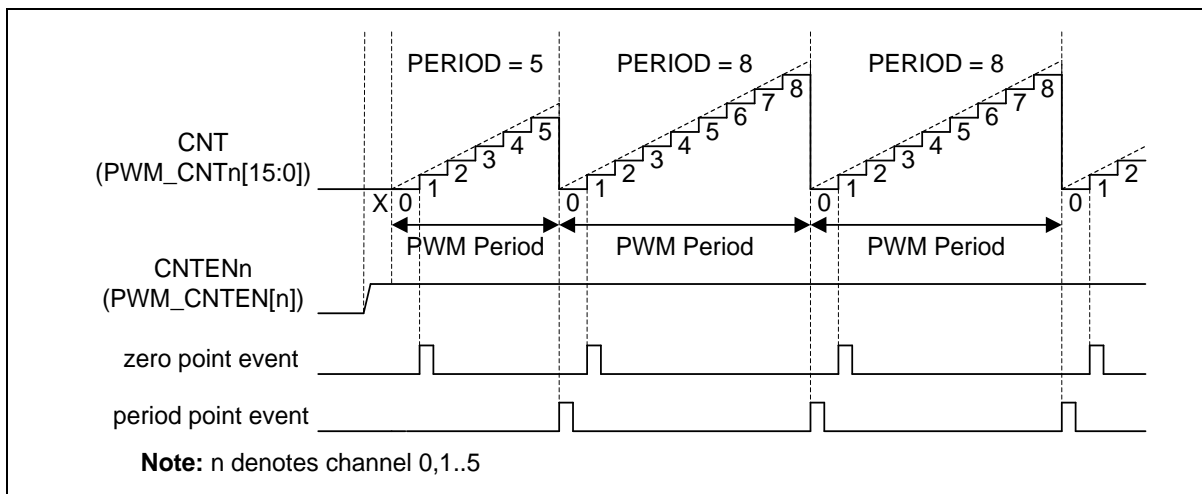 PERIOD = 5
PERIOD = 8
PERIOD = 8
CNT
(PWM_CNTn[15:0])
X 0 1 2 3 4 5
0 1 2 3 4 5 6 7 8
0 1 2 3 4 5 6 7 8
0 1 2
PWM Period
PWM Period
PWM Period
CNTENn
(PWM_CNTEN[n])
zero point event
period point event
Note: n denotes channel 0,1..5